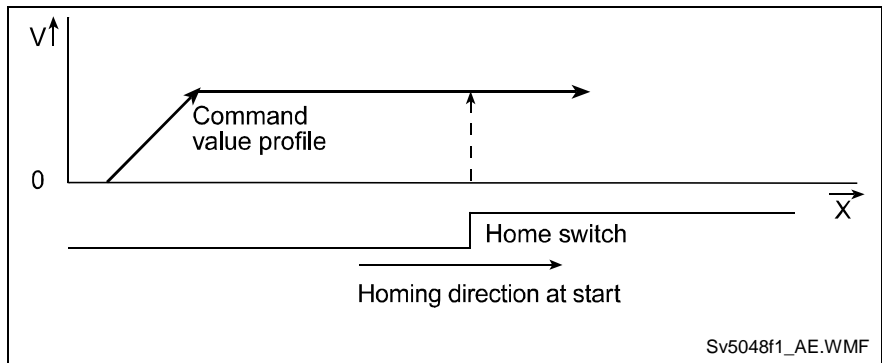 V
Command
value profile
0
X
Home switch
Homing direction at start
Sv5048f1_AE.WMF